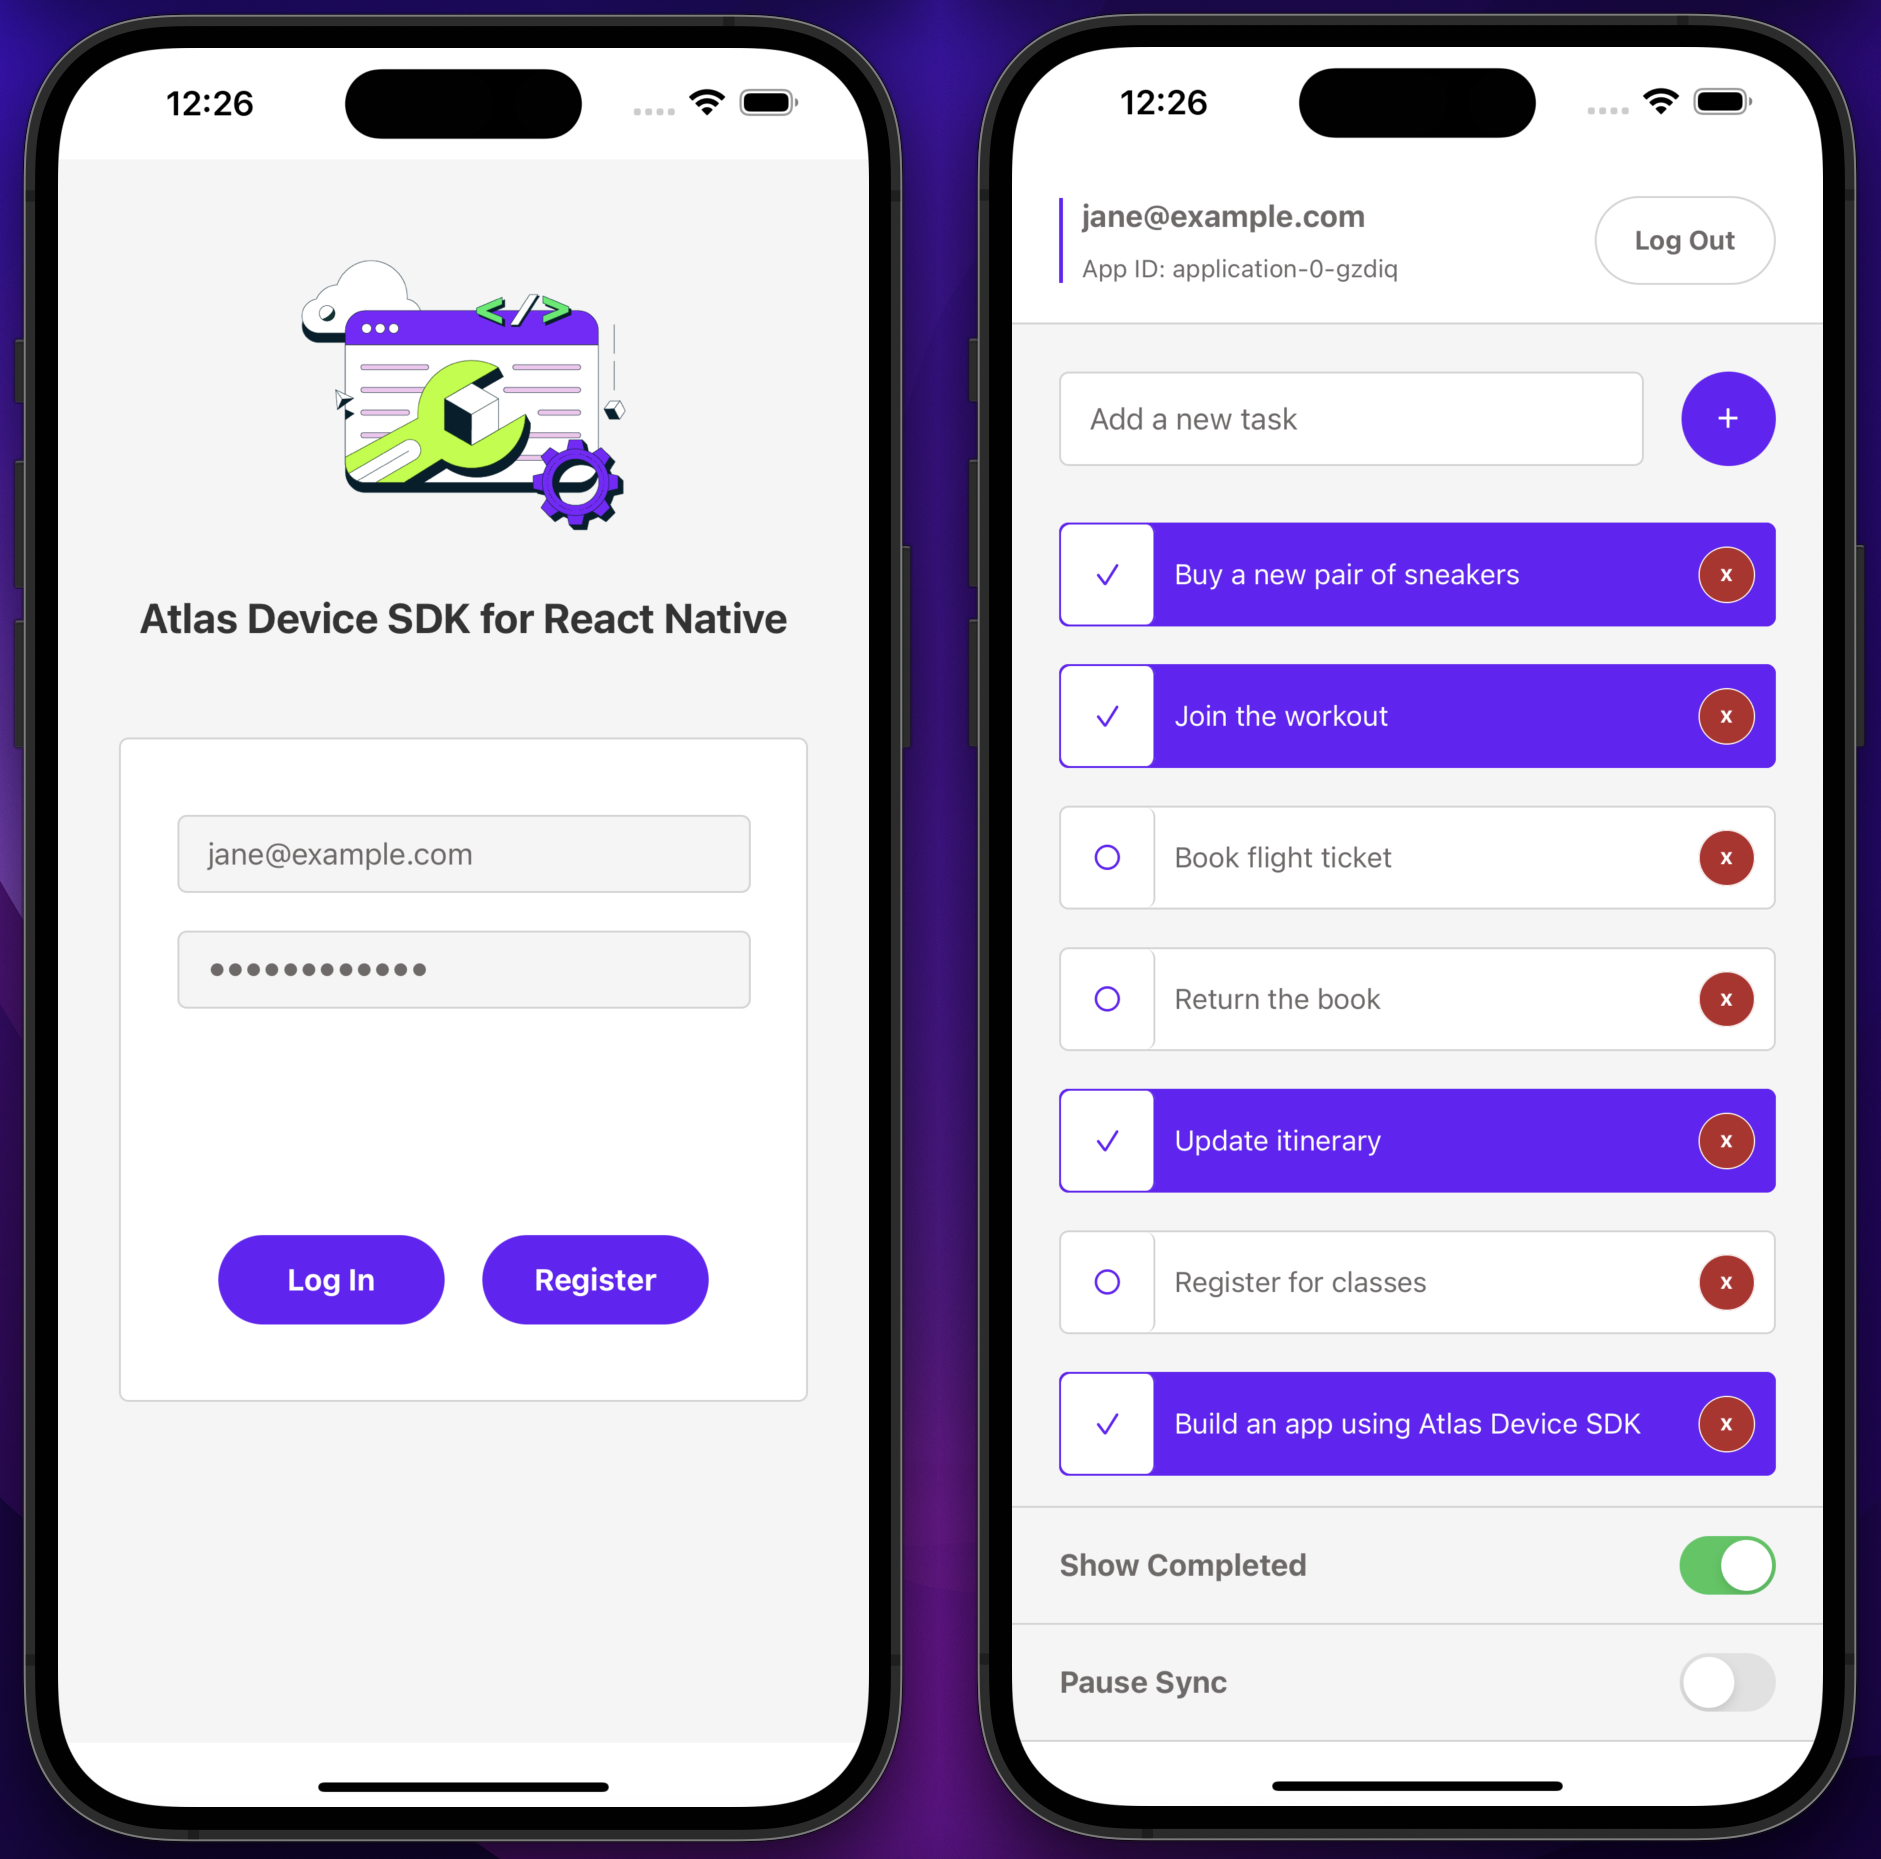 12:26
</>
Atlas Device SDK for React Native
jane@example.com
••••••••••••
Log In
Register
12:26
jane@example.com
App ID: application-0-gzdiq
Log Out
Add a new task
+
Buy a new pair of sneakers
x
Join the workout
x
Book flight ticket
x
Return the book
x
Update itinerary
x
Register for classes
x
Build an app using Atlas Device SDK
x
Show Completed
Pause Sync